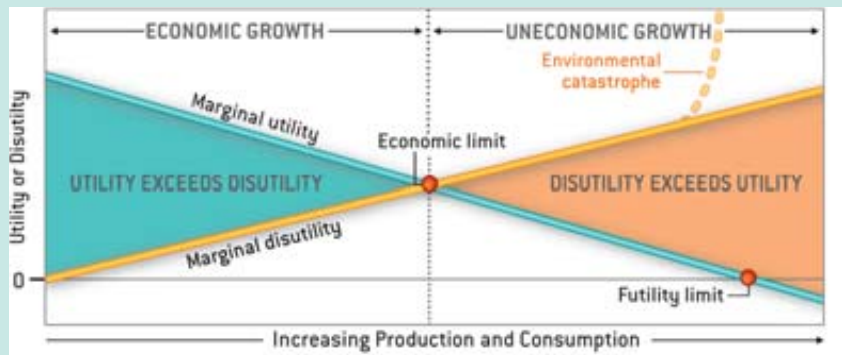 ECONOMIC GROWTH
UNECONOMIC GROWTH
Environmental
catastrophe
Marginal utility
Economic limit
UTILITY EXCEEDS DISUTILITY
DISUTILITY EXCEEDS UTILITY
Marginal disutility
Utility or Disutilty
0
Futility limit
Increasing Production and Consumption